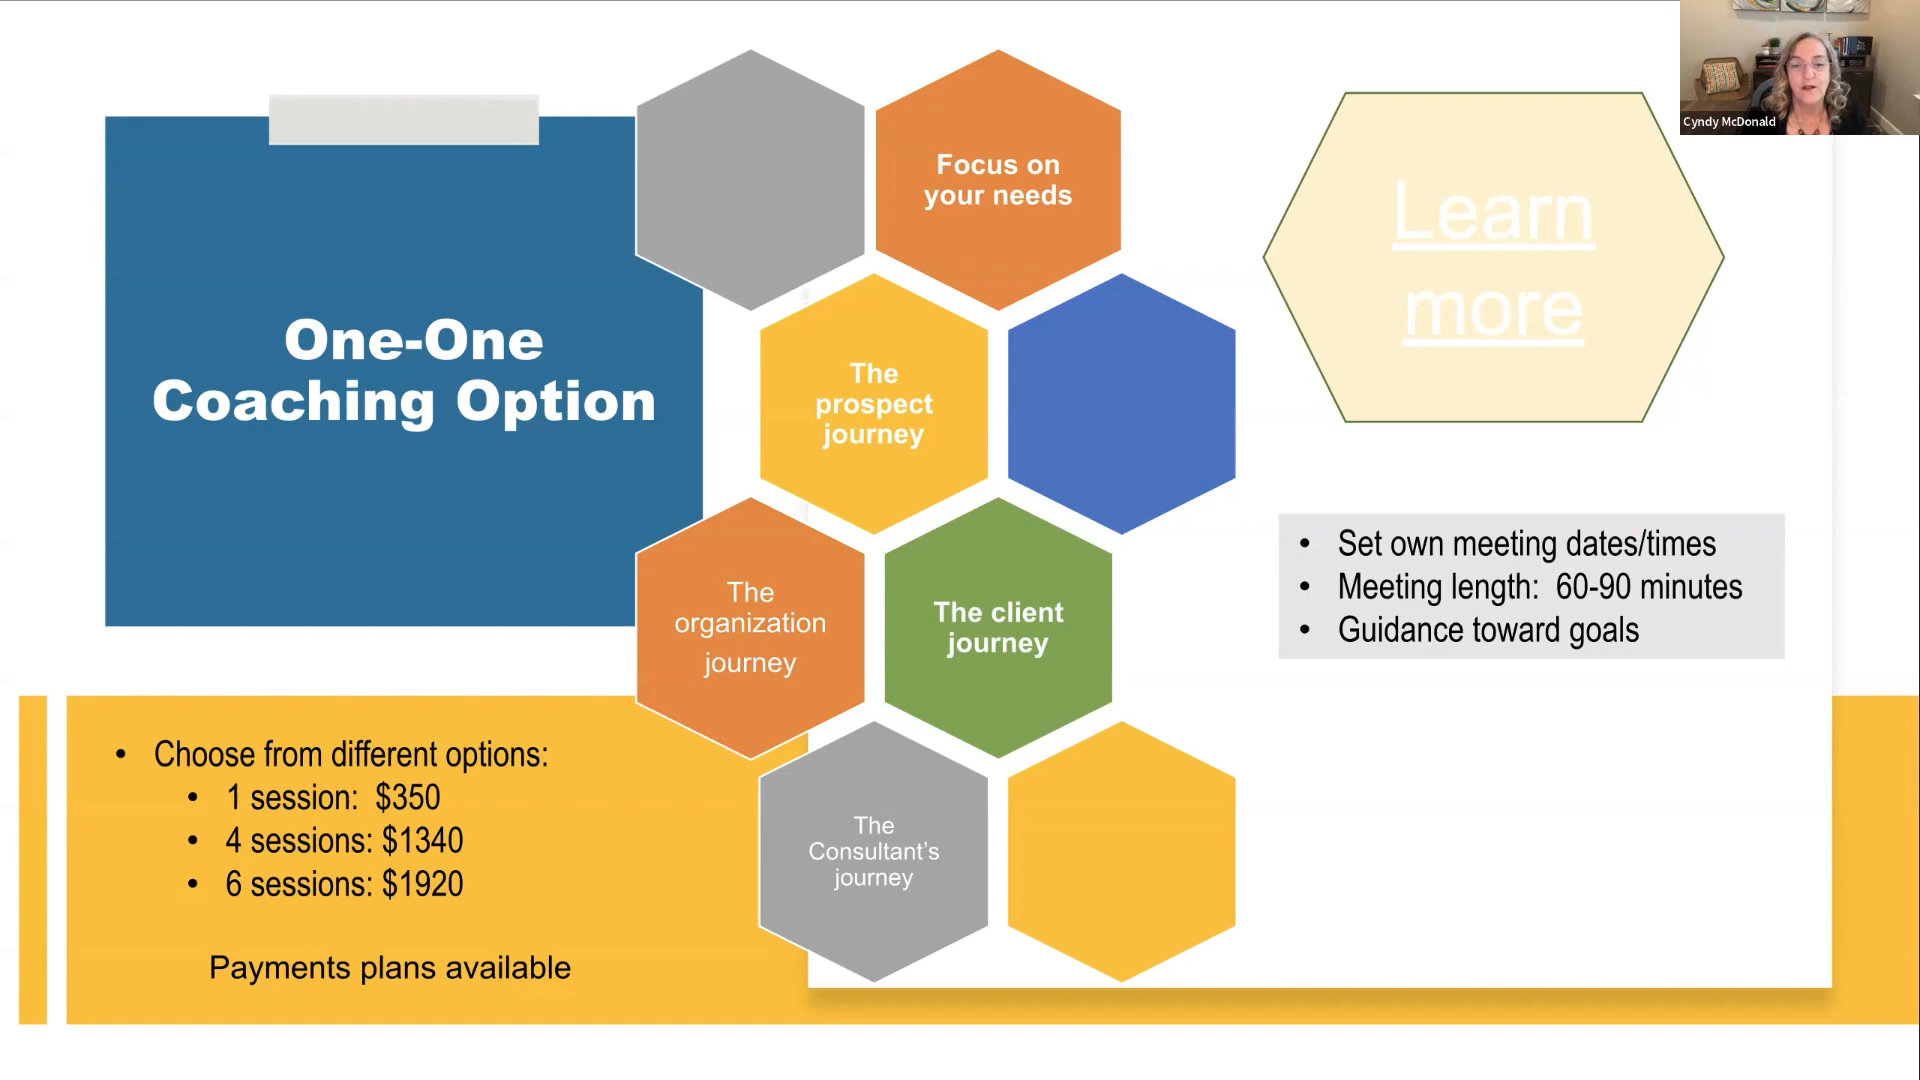 Cyndy McDonald
One-One
Coaching Option
Focus on
your needs
The
prospect
journey
The
organization
journey
The client
journey
The
Consultant’s
journey
Learn
more
• Set own meeting dates/times
• Meeting length:  60-90 minutes
• Guidance toward goals
• Choose from different options:
• 1 session:  $350
• 4 sessions: $1340
• 6 sessions: $1920
Payments plans available